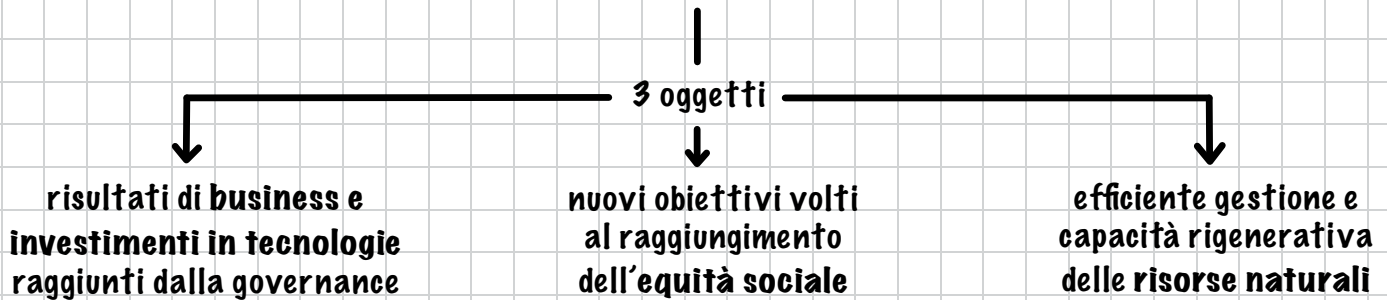 3 oggetti
risultati di business e
investimenti in tecnologie
raggiunti dalla governance
nuovi obiettivi volti
al raggiungimento
dell'equità sociale
efficiente gestione e
capacità rigenerativa
delle risorse naturali